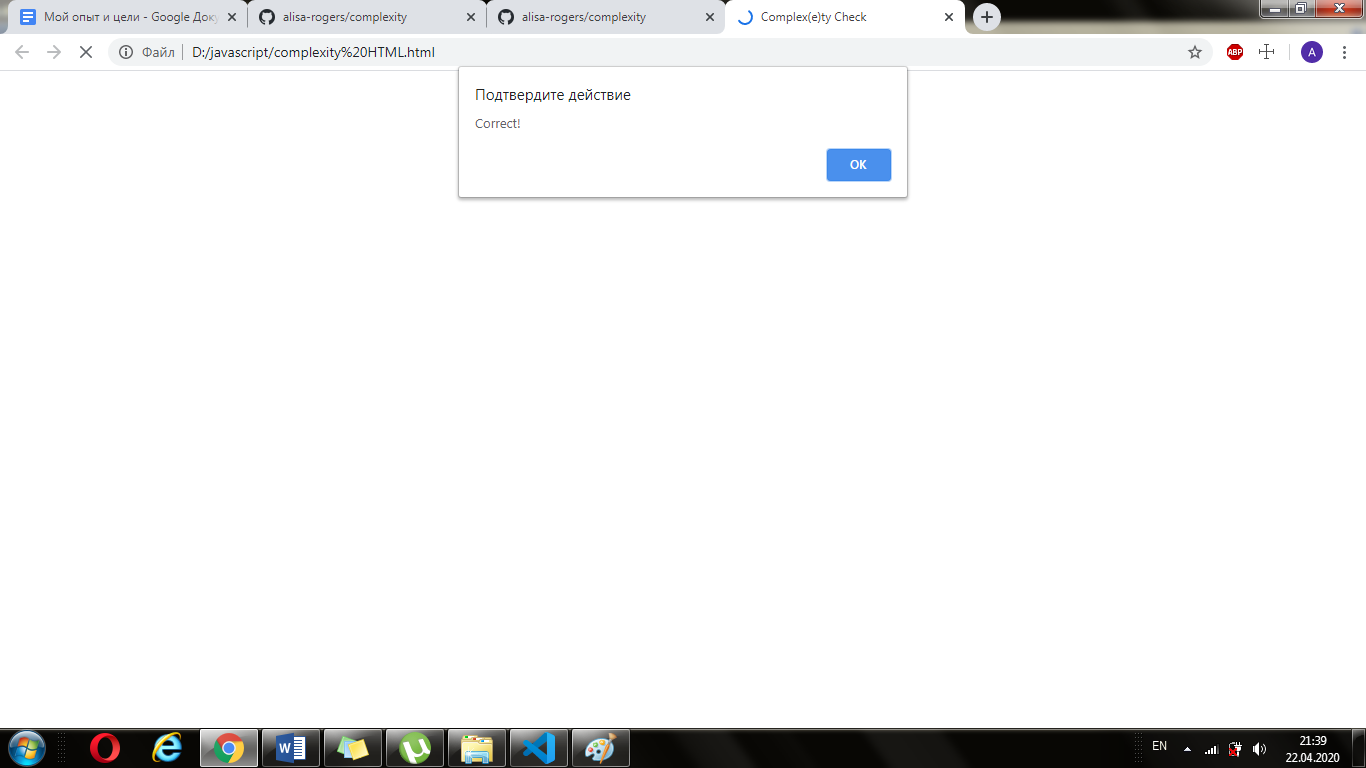 Мой опыт и цели - Google Доку
alisa-rogers/complexity
alisa-rogers/complexity
Complex(e)ty Check
Файл
D:/javascript/complexity%20HTML.html
ABP
A
Подтвердите действие
Correct!
OK
EN
21:39
22.04.2020